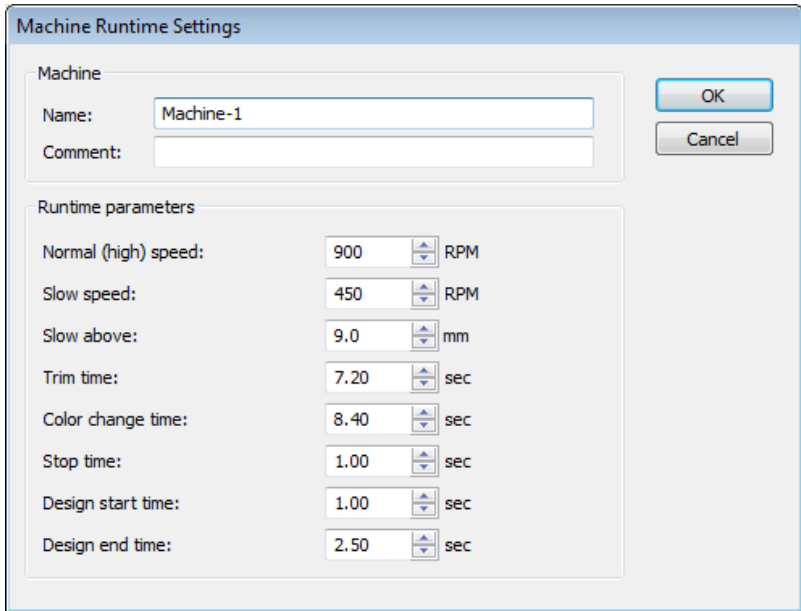 Machine Runtime Settings
Machine
Name: Machine-1
Comment:
OK
Cancel
Runtime parameters
Normal (high) speed: 900 RPM
Slow speed: 450 RPM
Slow above: 9.0 mm
Trim time: 7.20 sec
Color change time: 8.40 sec
Stop time: 1.00 sec
Design start time: 1.00 sec
Design end time: 2.50 sec